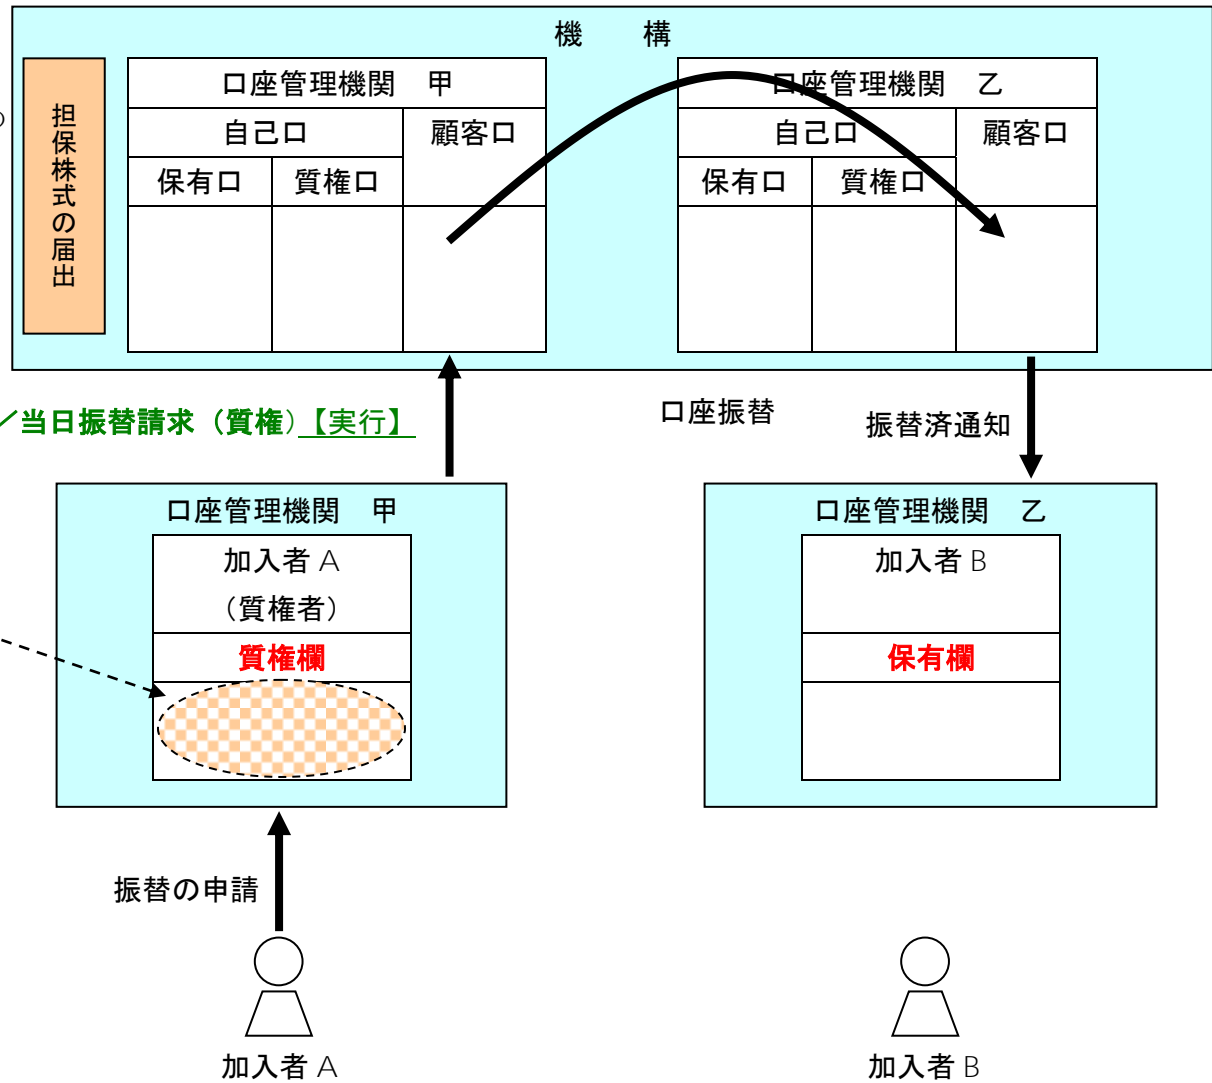 機　構
担保株式の届出
口座管理機関　甲
自己口
顧客口
保有口
質権口
口座管理機関　乙
自己口
顧客口
保有口
質権口
／当日振替請求（質権）【実行】
口座振替
振替済通知
口座管理機関　甲
加入者 A
（質権者）
質権欄
口座管理機関　乙
加入者 B
保有欄
振替の申請
加入者 A
加入者 B